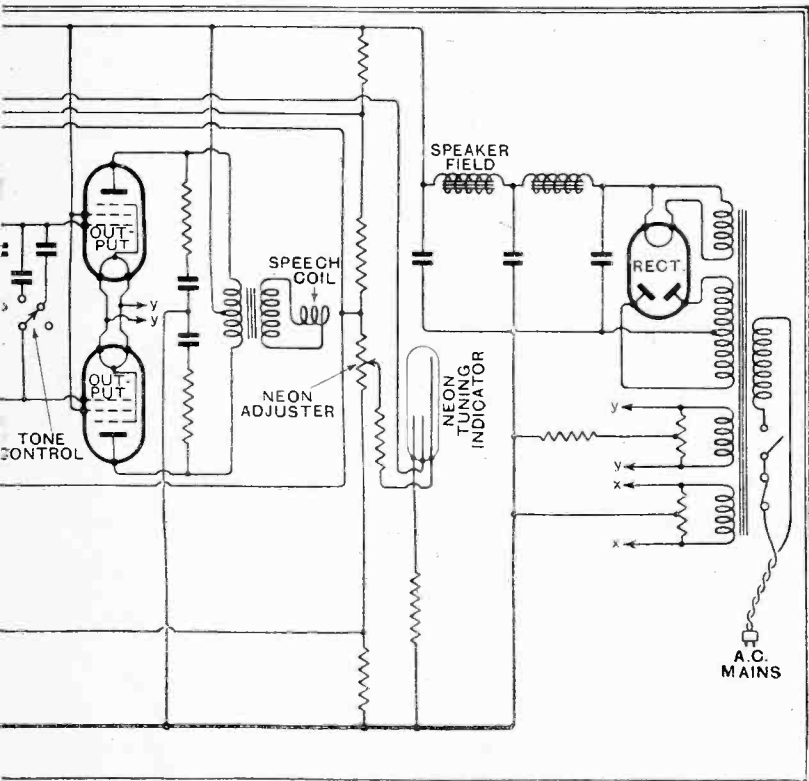 SPEAKER
FIELD
OUT-
PUT
RECT.
SPEECH
COIL
y
y
NEON
ADJUSTER
NEON
TUNING
INDICATOR
OUT-
PUT
TONE
CONTROL
y
y
x
x
A.C.
MAINS